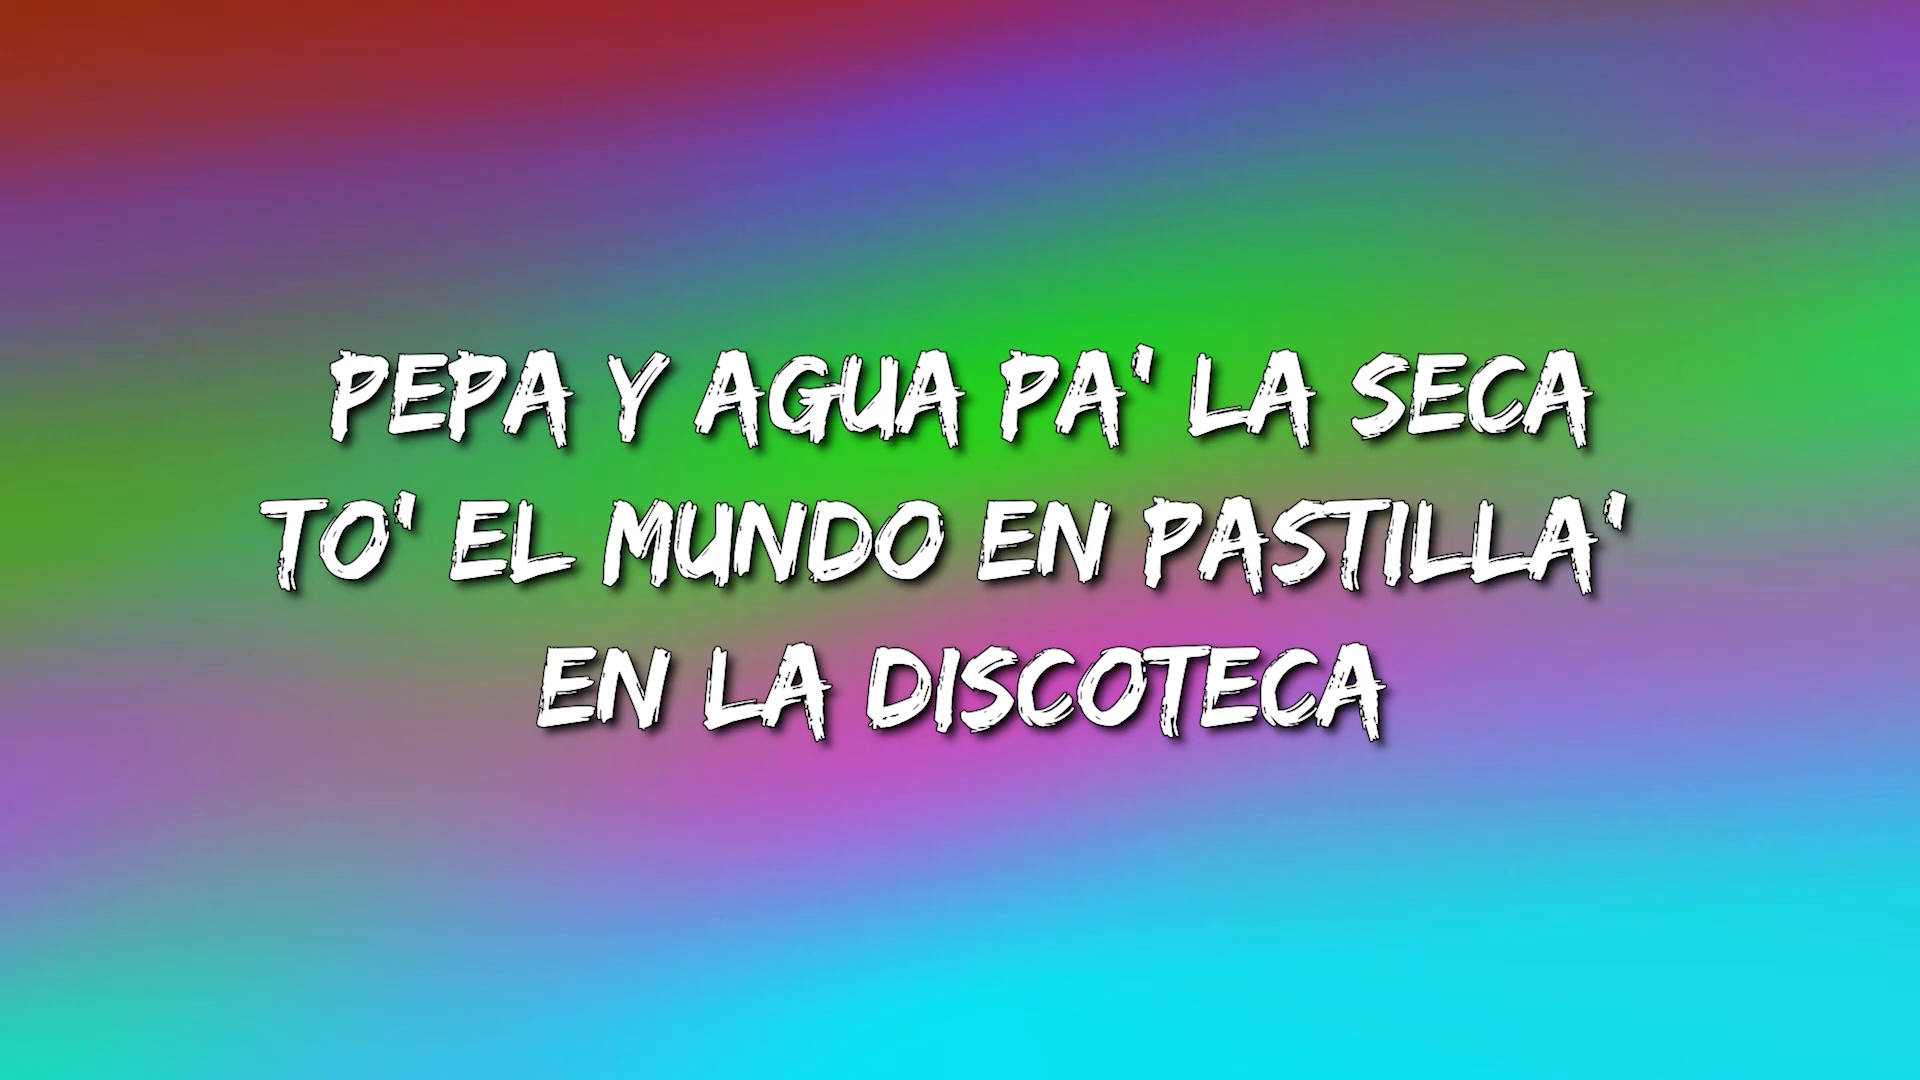 PEPA Y AGUA PA' LA SECA
TO' EL MUNDO EN PASTILLA'
EN LA DISCOTECA